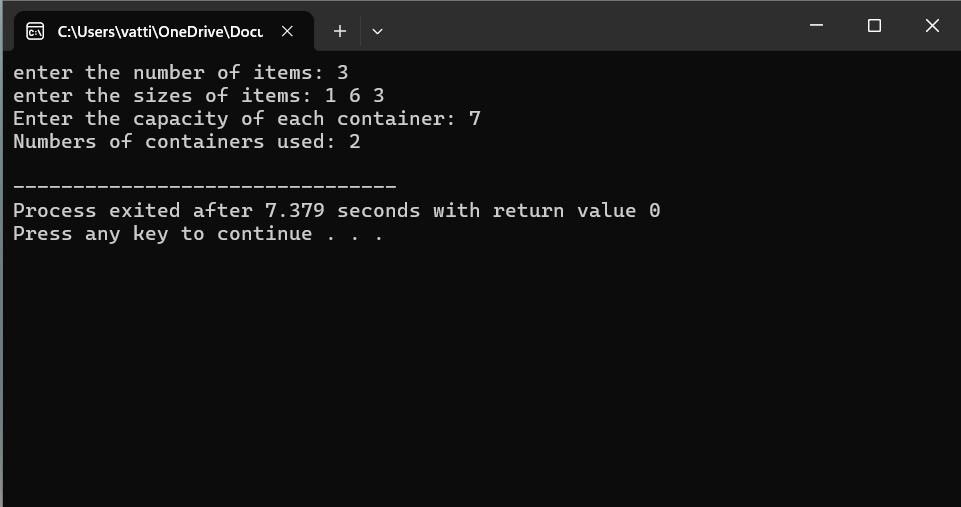 C:\Users\vatti\OneDrive\Docu
enter the number of items: 3
enter the sizes of items: 1 6 3
Enter the capacity of each container: 7
Numbers of containers used: 2
--------------------------------
Process exited after 7.379 seconds with return value 0
Press any key to continue . . .